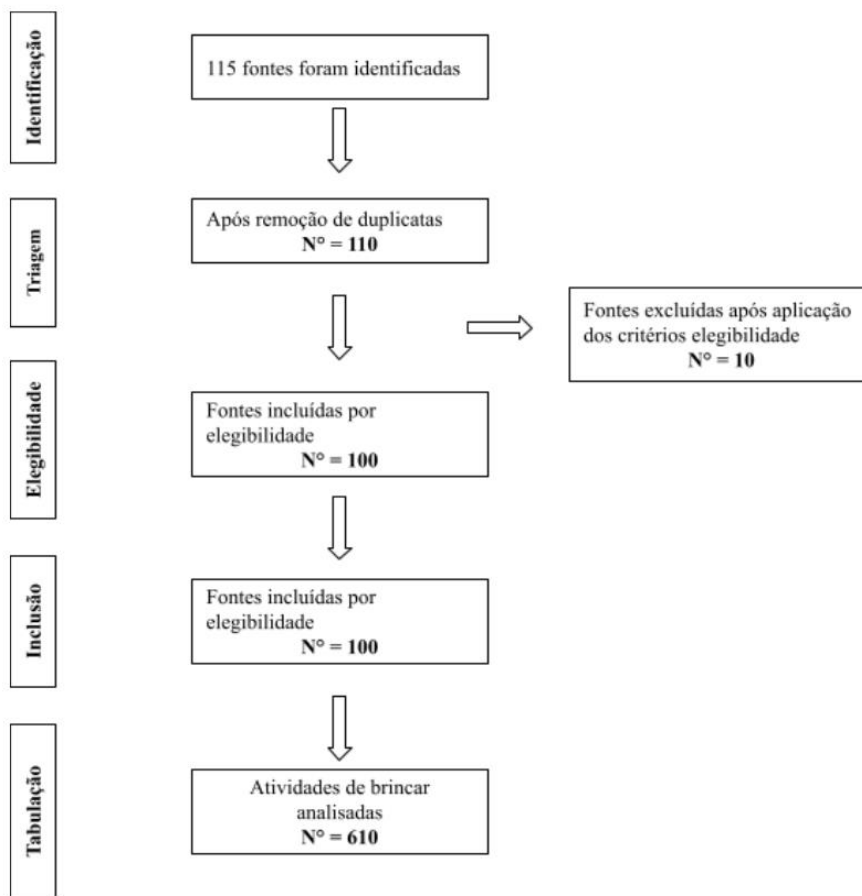 Identificação
115 fontes foram identificadas
Triagem
Após remoção de duplicatas
N° = 110
Fontes excluídas após aplicação
dos critérios elegibilidade
N° = 10
Elegibilidade
Fontes incluídas por
elegibilidade
N° = 100
Inclusão
Fontes incluídas por
elegibilidade
N° = 100
Tabulação
Atividades de brincar
analisadas
N° = 610